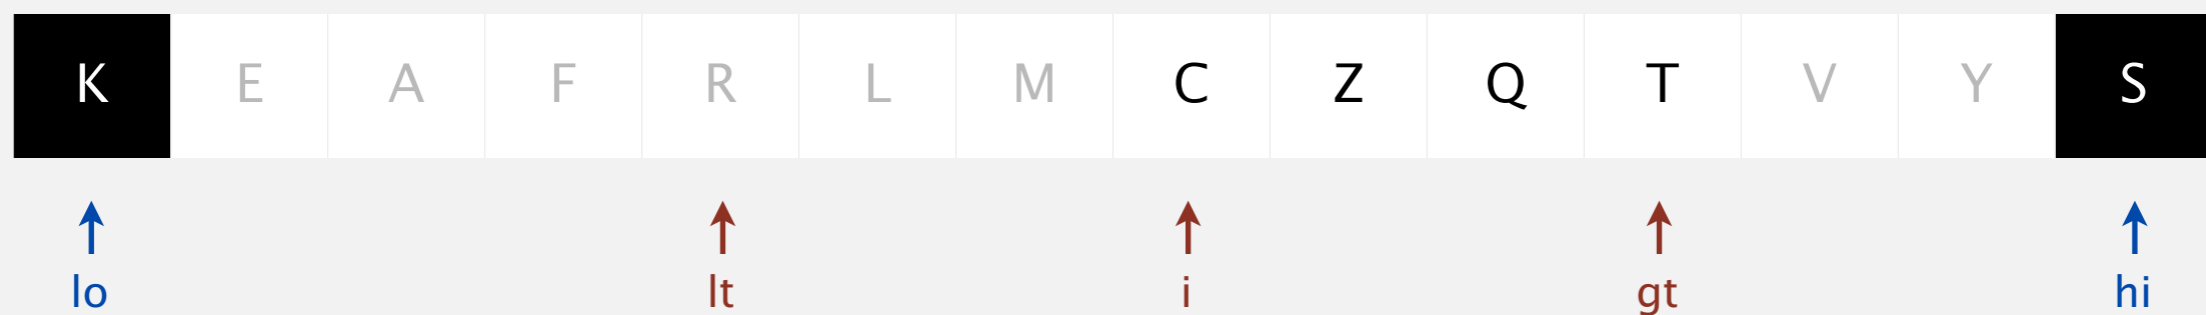 K E A F R L M C Z Q T V Y S
lo lt i gt hi